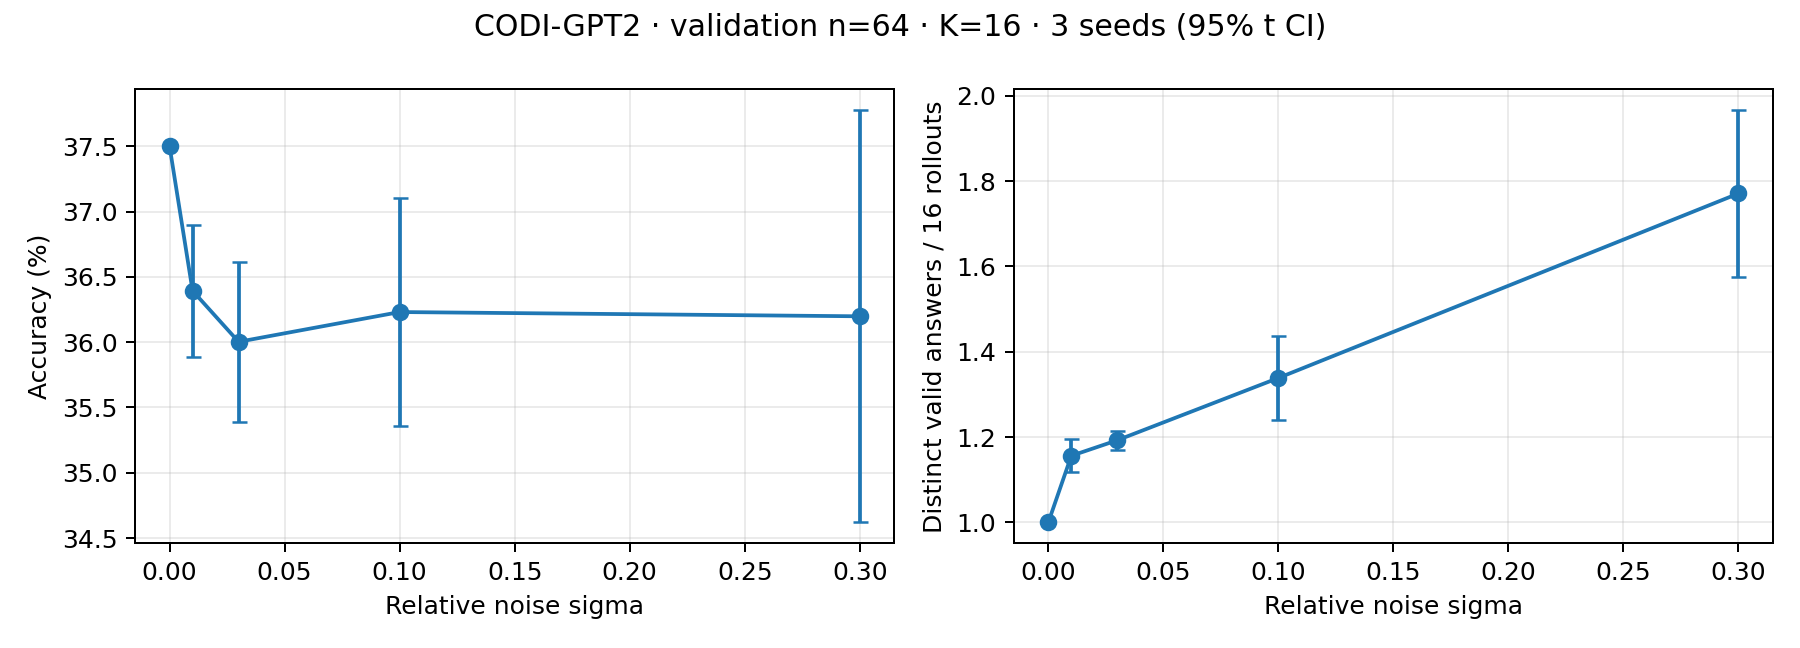 CODI-GPT2 · validation n=64 · K=16 · 3 seeds (95% t CI)
Accuracy (%)
37.5
37.0
36.5
36.0
35.5
35.0
34.5
0.00 0.05 0.10 0.15 0.20 0.25 0.30
Relative noise sigma
Distinct valid answers / 16 rollouts
2.0
1.8
1.6
1.4
1.2
1.0
0.00 0.05 0.10 0.15 0.20 0.25 0.30
Relative noise sigma